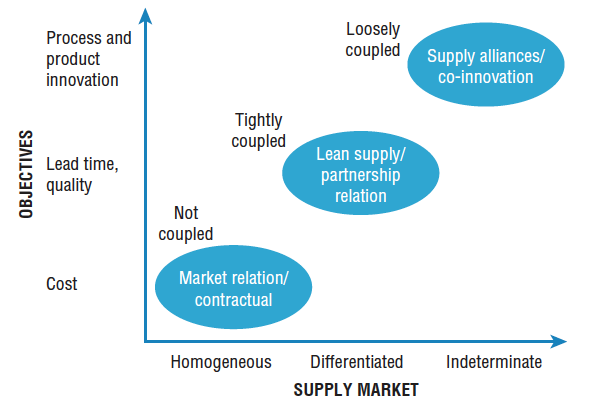 Process and
product
innovation
Loosely
coupled
Supply alliances/
co-innovation
Tightly
coupled
Lean supply/
partnership
relation
Lead time,
quality
OBJECTIVES
Not
coupled
Market relation/
contractual
Cost
Homogeneous
Differentiated
Indeterminate
SUPPLY MARKET